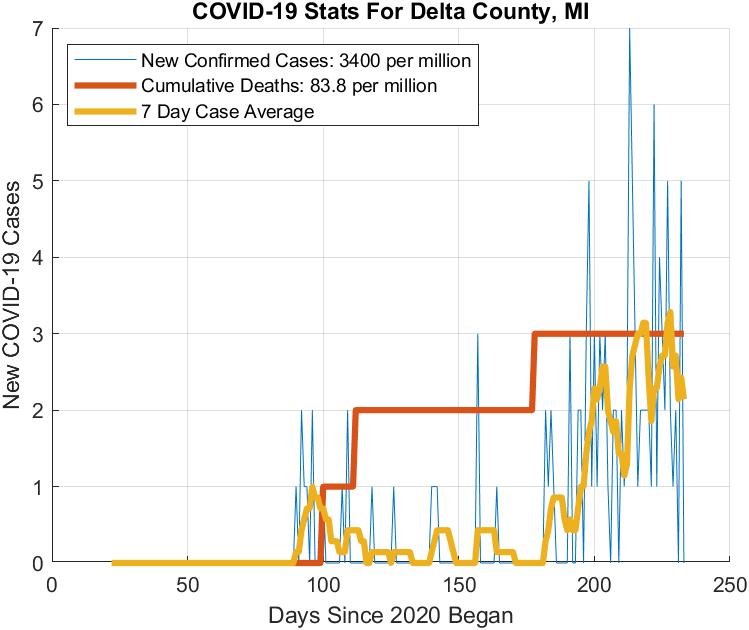 COVID-19 Stats For Delta County, MI
New Confirmed Cases: 3400 per million
Cumulative Deaths: 83.8 per million
7 Day Case Average
New COVID-19 Cases
7
6
5
4
3
2
1
0
0 50 100 150 200 250
Days Since 2020 Began